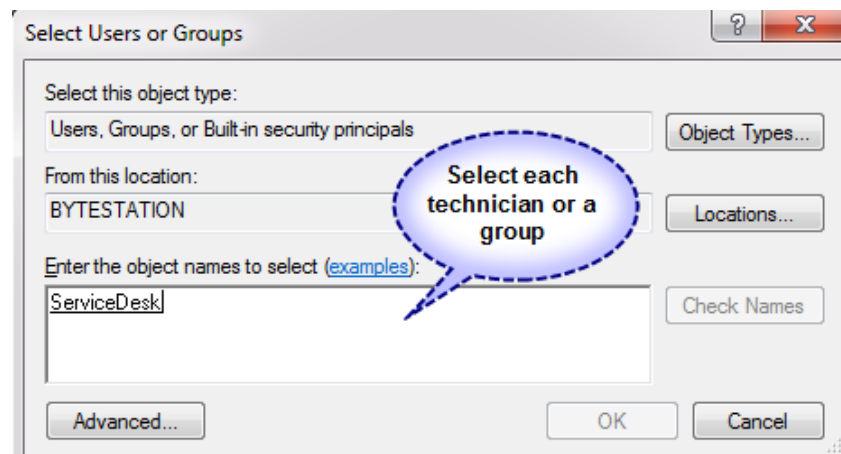 Select Users or Groups
Select this object type:
Users, Groups, or Built-in security principals
Object Types...
From this location:
BYTESTATION
Locations...
Select each
technician or a
group
Enter the object names to select (examples):
ServiceDesk
Check Names
Advanced...
OK
Cancel